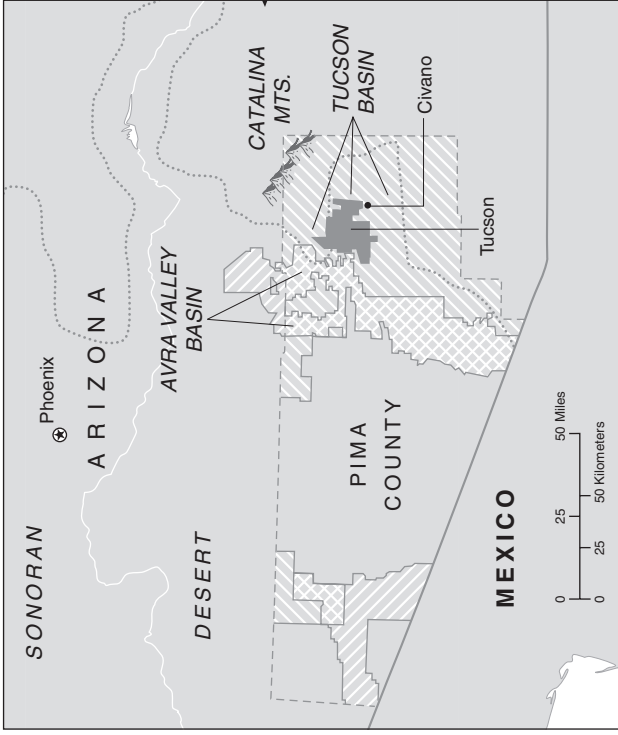 SONORAN
DESERT
Phoenix
ARIZONA
AVRA VALLEY
BASIN
CATALINA
MTS.
TUCSON
BASIN
Civano
Tucson
PIMA
COUNTY
MEXICO
0 25 50 Miles
0 25 50 Kilometers